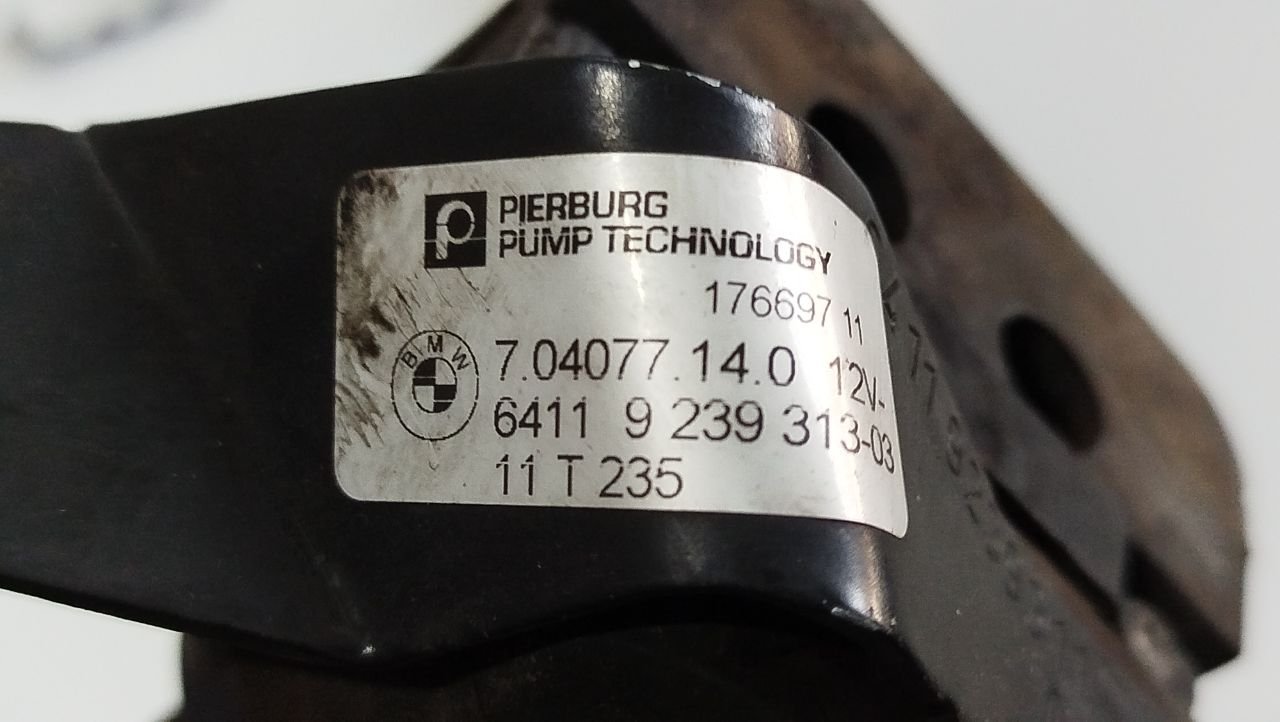 PIERBURG
PUMP TECHNOLOGY
176697 11
BMW
7.04077.14.0 12V-
6411 9 239 313-03
11 T 235